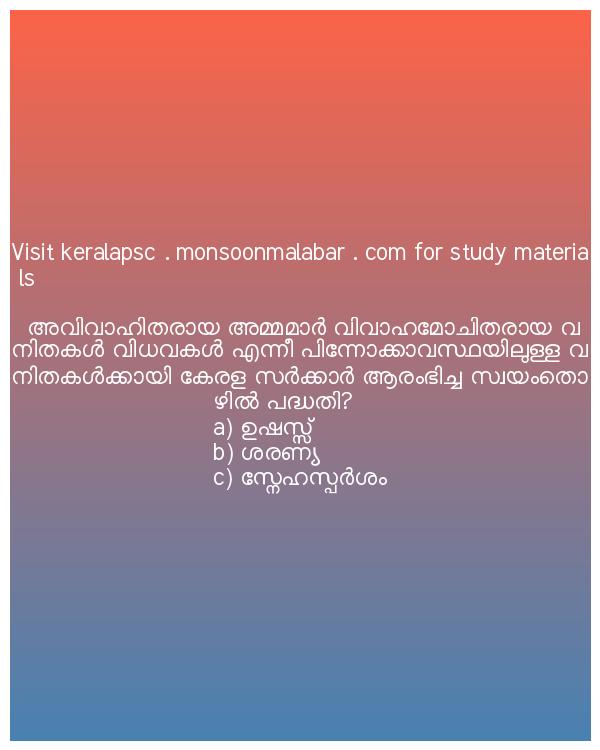 Visit keralapsc . monsoonmalabar . com for study materia
ls
അവിവാഹിതരായ അമ്മമാർ വിവാഹമോചിതരായ വ
നിതകൾ വിധവകൾ എന്നീ പിന്നോക്കാവസ്ഥയിലുള്ള വ
നിതകൾക്കായി കേരള സർക്കാർ ആരംഭിച്ച സ്വയംതൊ
ഴിൽ പദ്ധതി?
a) ഉഷസ്സ്
b) ശരണ്യ
c) സ്നേഹസ്പർശം